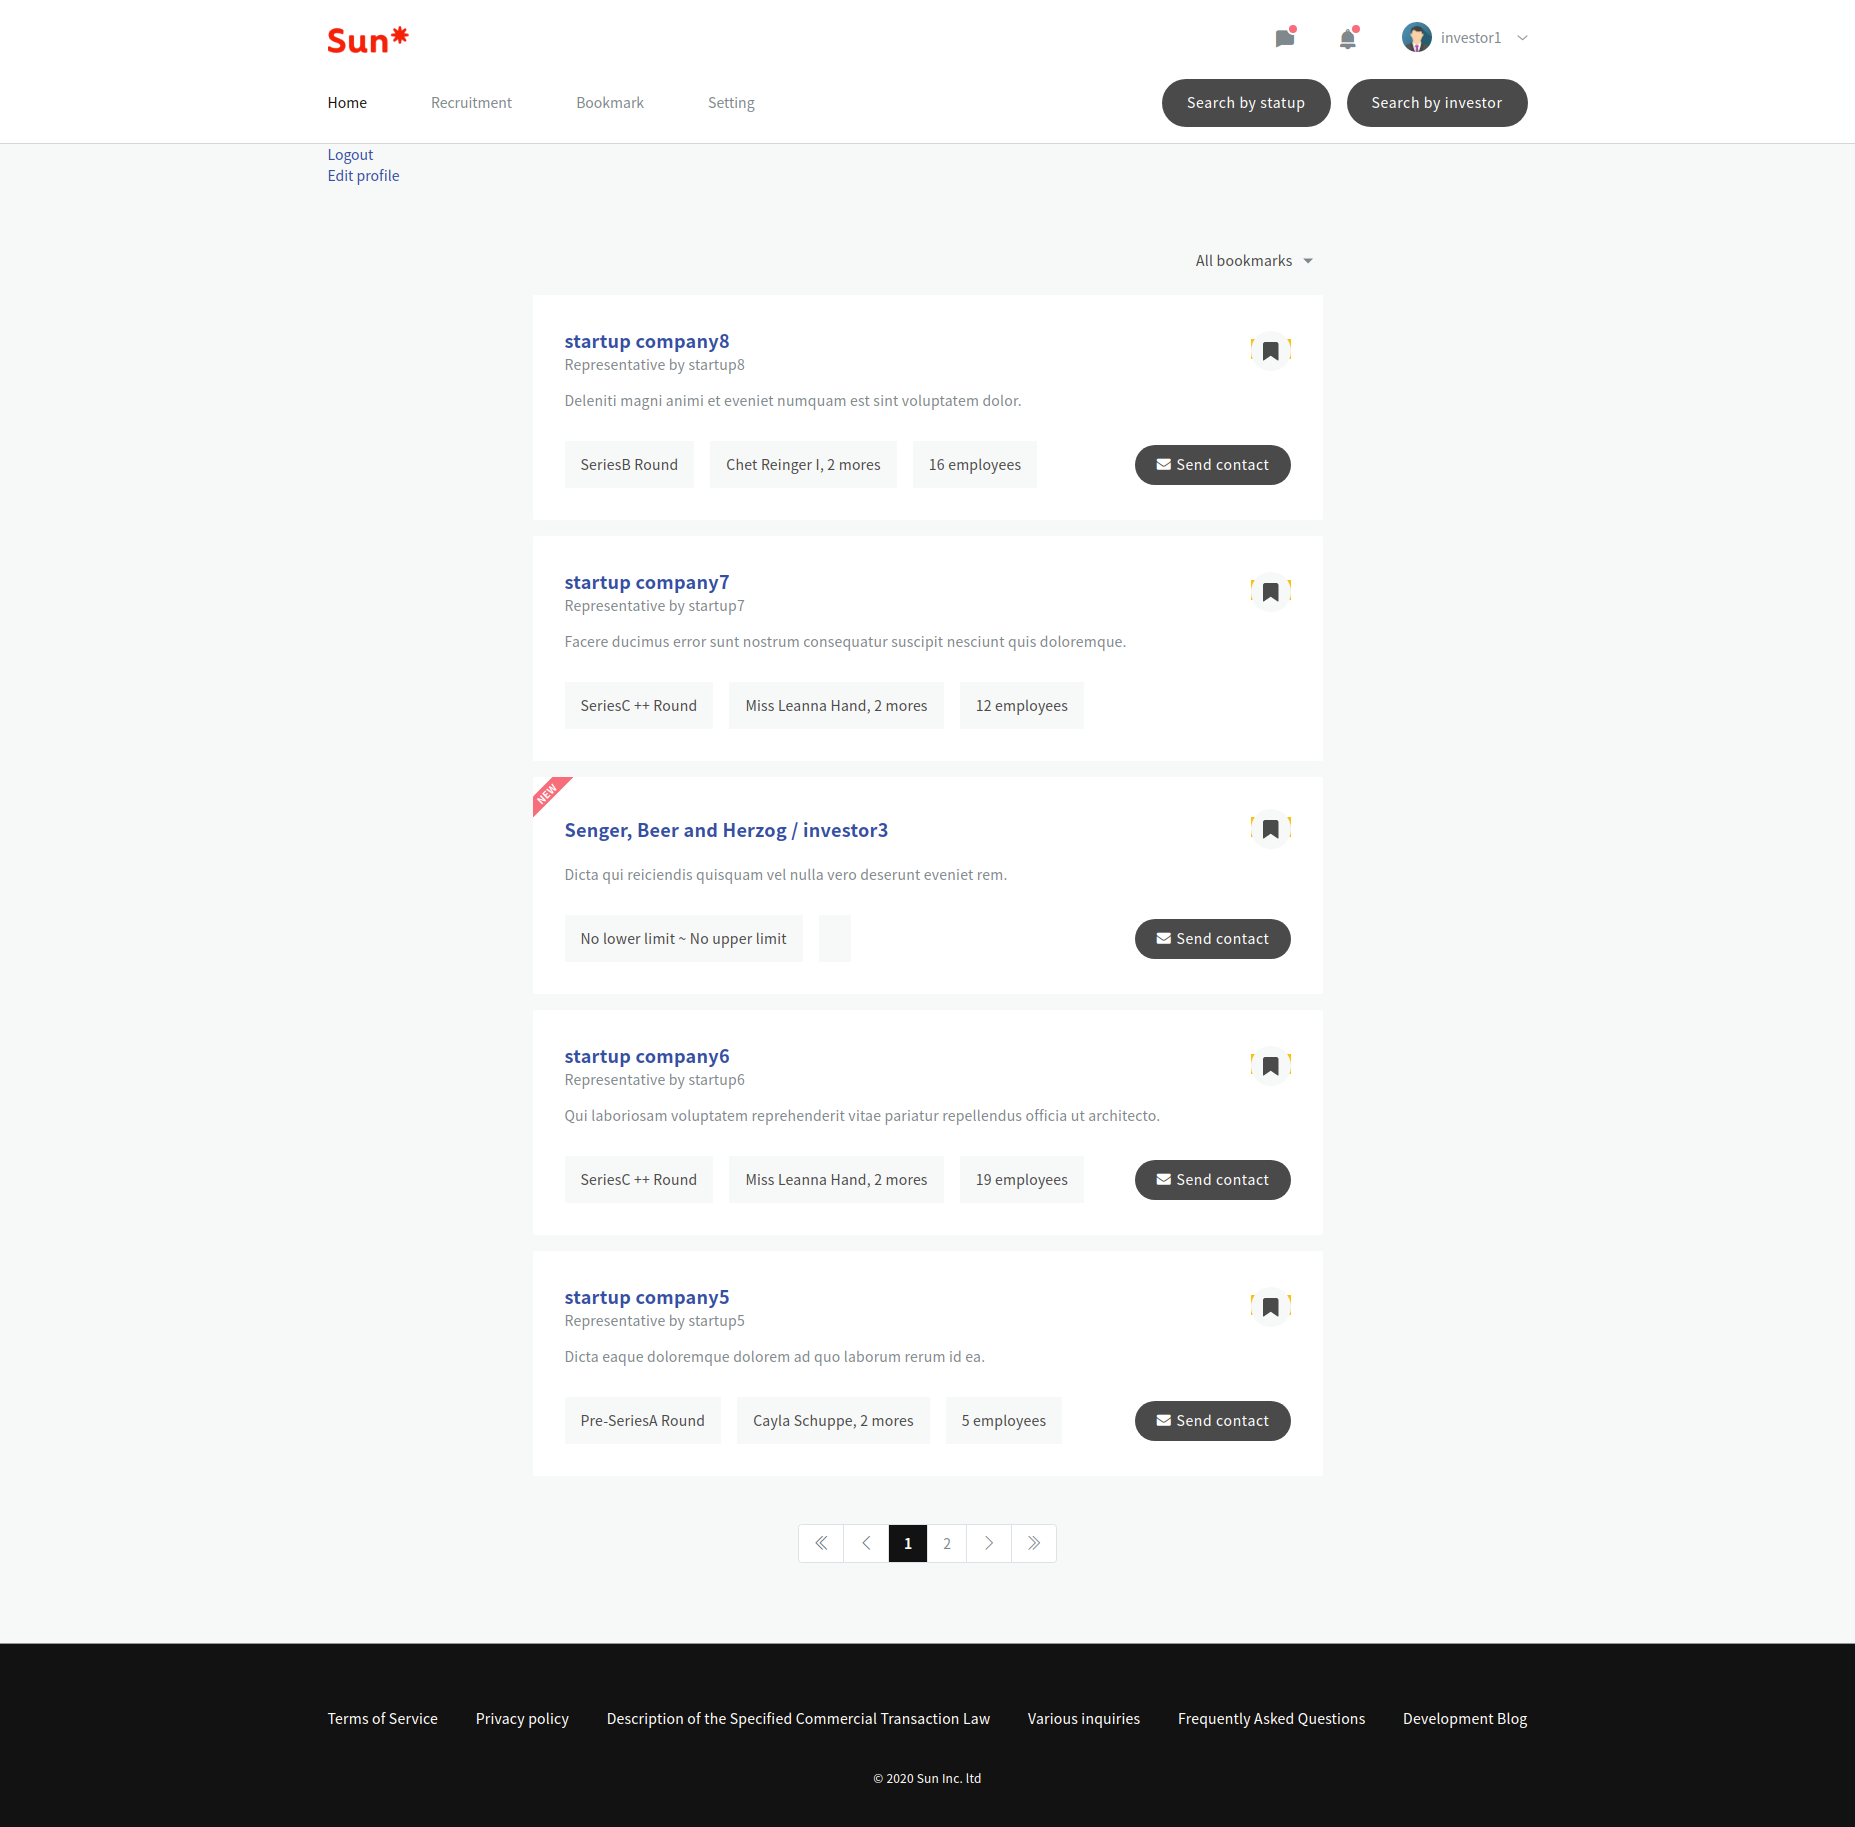 Sun*
investor1
Home Recruitment Bookmark Setting Search by statup Search by investor
Logout
Edit profile
All bookmarks
startup company8
Representative by startup8
Deleniti magni animi et eveniet numquam est sint voluptatem dolor.
SeriesB Round Chet Reinger I, 2 mores 16 employees Send contact
startup company7
Representative by startup7
Facere ducimus error sunt nostrum consequatur suscipit nesciunt quis doloremque.
SeriesC ++ Round Miss Leanna Hand, 2 mores 12 employees
NEW
Senger, Beer and Herzog / investor3
Dicta qui reiciendis quisquam vel nulla vero deserunt eveniet rem.
No lower limit ~ No upper limit Send contact
startup company6
Representative by startup6
Qui laboriosam voluptatem reprehenderit vitae pariatur repellendus officia ut architecto.
SeriesC ++ Round Miss Leanna Hand, 2 mores 19 employees Send contact
startup company5
Representative by startup5
Dicta eaque doloremque dolorem ad quo laborum rerum id ea.
Pre-SeriesA Round Cayla Schuppe, 2 mores 5 employees Send contact
1 2
Terms of Service Privacy policy Description of the Specified Commercial Transaction Law Various inquiries Frequently Asked Questions Development Blog
© 2020 Sun Inc. ltd